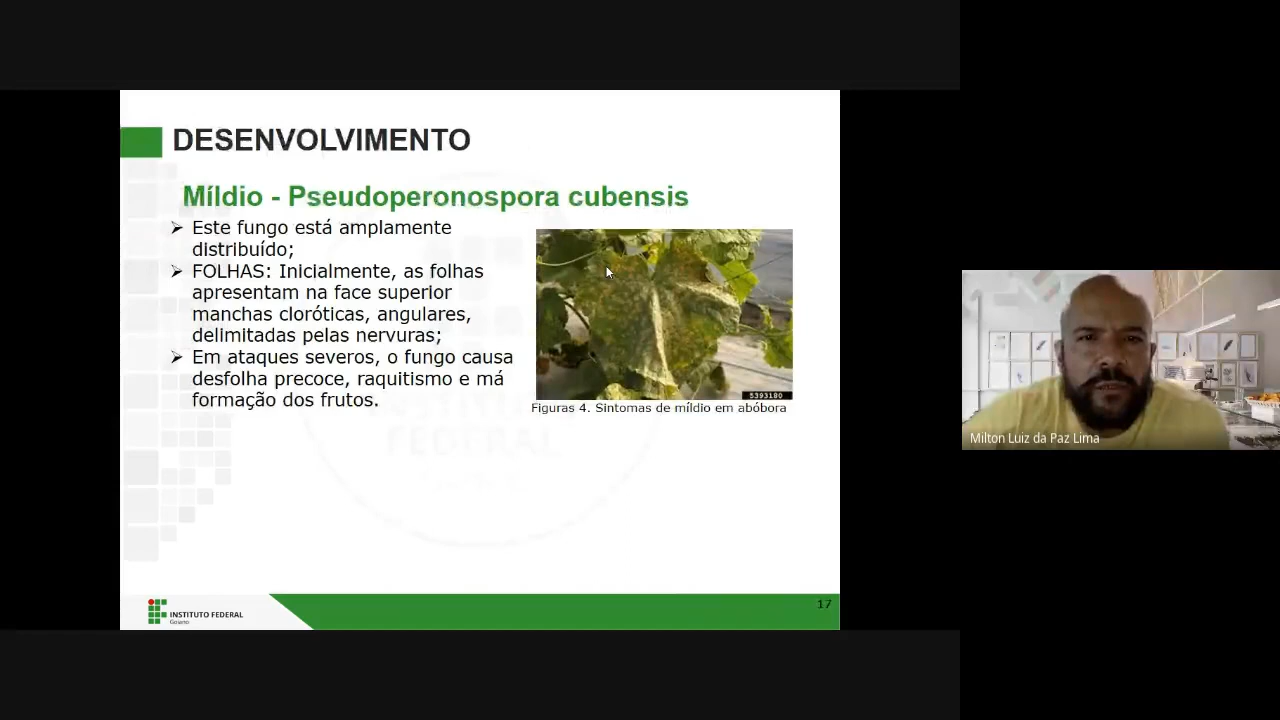 DESENVOLVIMENTO
Míldio - Pseudoperonospora cubensis
➢ Este fungo está amplamente
distribuído;
➢ FOLHAS: Inicialmente, as folhas
apresentam na face superior
manchas cloróticas, angulares,
delimitadas pelas nervuras;
➢ Em ataques severos, o fungo causa
desfolha precoce, raquitismo e má
formação dos frutos.
5393180
Figuras 4. Sintomas de míldio em abóbora
FEDERAL
INSTITUTO FEDERAL
Goiano
17
Milton Luiz da Paz Lima